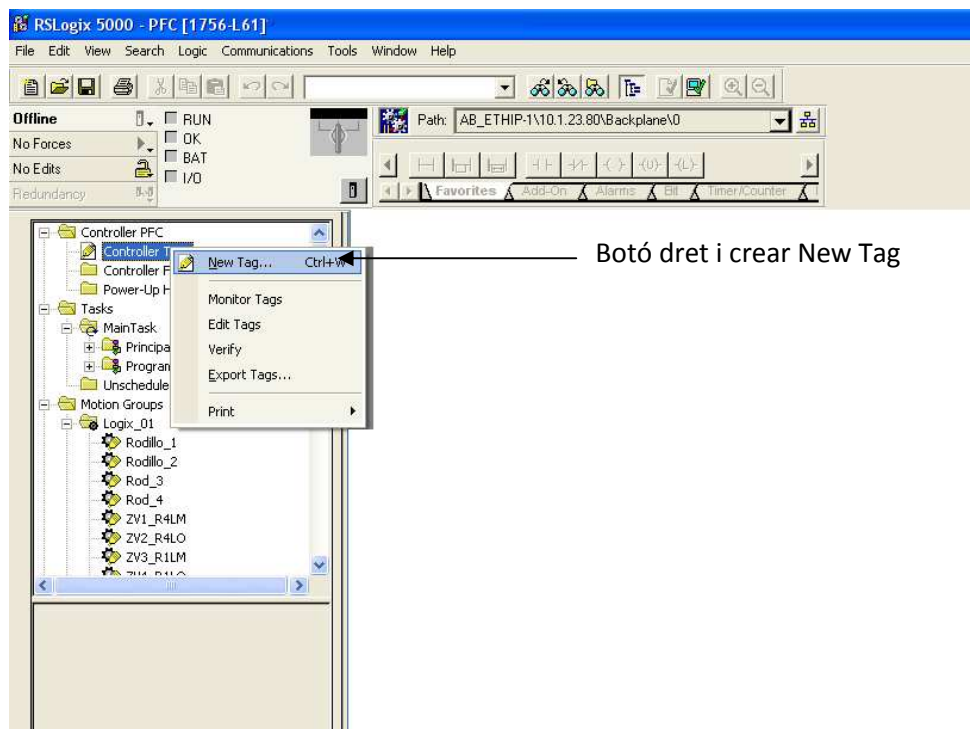 RSLogix 5000 - PFC [1756-L61]
File Edit View Search Logic Communications Tools Window Help
Offline
RUN
Path: AB_ETHIP-1\10.1.23.80\Backplane\0
No Forces
OK
No Edits
BAT
I/O
Redundancy
Favorites Add-On Alarms Bit Timer/Counter
Controller PFC
Controller T
Controller F
Power-Up H
Tasks
MainTask
Principa
Program
Unschedule
Motion Groups
Logix_01
Rodillo_1
Rodillo_2
Rod_3
Rod_4
ZV1_R4LM
ZV2_R4LO
ZV3_R1LM
New Tag... Ctrl+W
Monitor Tags
Edit Tags
Verify
Export Tags...
Print
Botó dret i crear New Tag